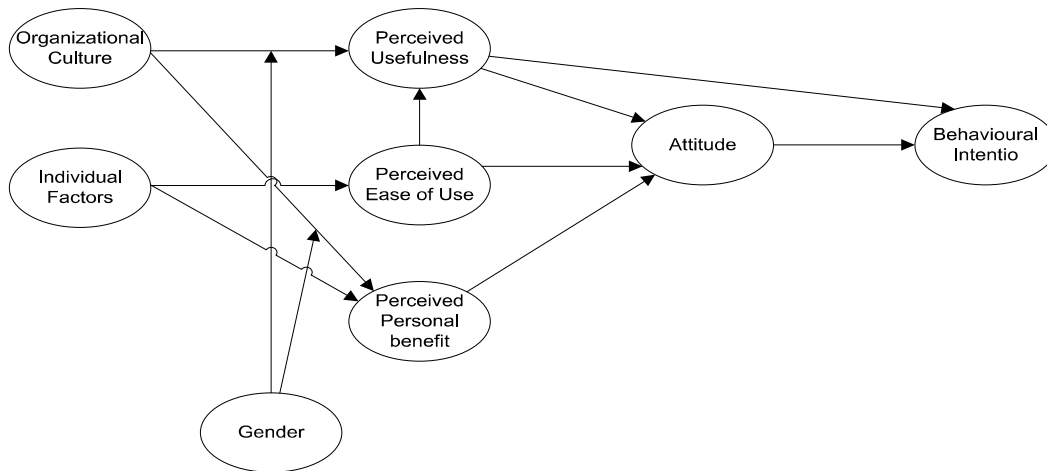 Organizational
Culture
Perceived
Usefulness
Individual
Factors
Perceived
Ease of Use
Attitude
Behavioural
Intentio
Perceived
Personal
benefit
Gender